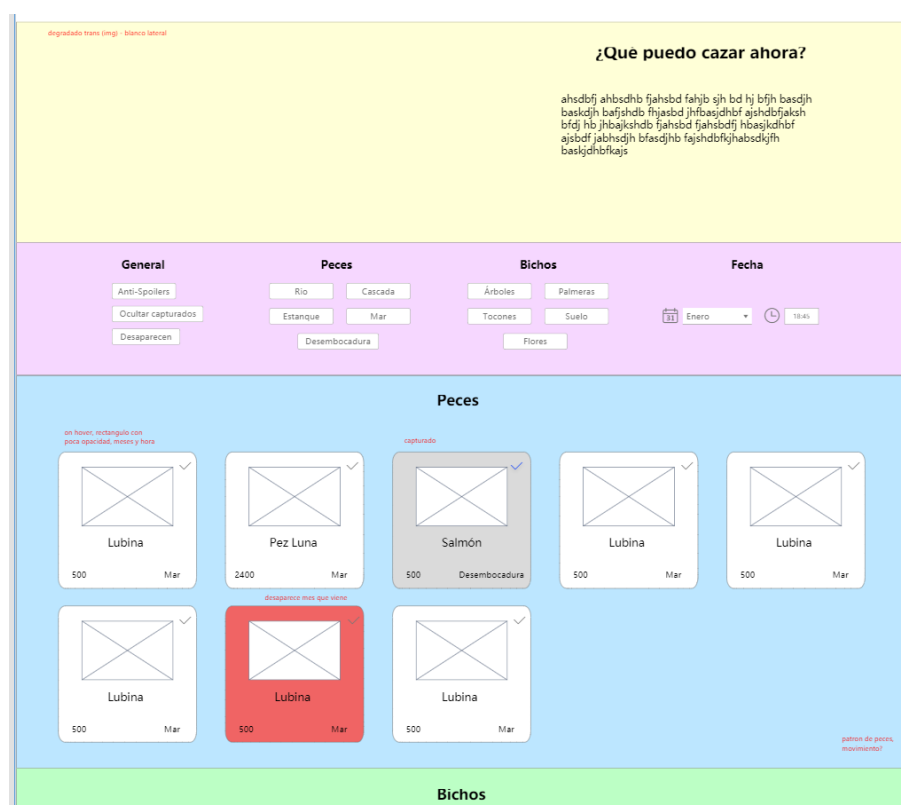 degradado trans (img) - blanco lateral
¿Qué puedo cazar ahora?
ahsdbfj ahbsdhb fjahsbd fahjb sjh bd hj bfjh basdjh
baskdjh bafjshdb fhjasbd jhfbasjdhbf ajshdbfjaksh
bfdj hb jhbajkshdb fjahsbd fjahsbdfj hbasjkdhbf
ajsbdf jabhsdjh bfasdjhb fajshdbfkjhabsdkjfh
baskjdhbfkajs
General
Anti-Spoilers
Ocultar capturados
Desaparecen
Peces
Rio Cascada
Estanque Mar
Desembocadura
Bichos
Árboles Palmeras
Tocones Suelo
Flores
Fecha
31 Enero 18:45
Peces
on hover, rectangulo con
poca opacidad, meses y hora
capturado
Lubina
500 Mar
Pez Luna
2400 Mar
Salmón
500 Desembocadura
Lubina
500 Mar
Lubina
500 Mar
desaparece mes que viene
Lubina
500 Mar
Lubina
500 Mar
Lubina
500 Mar
patron de peces,
movimiento?
Bichos